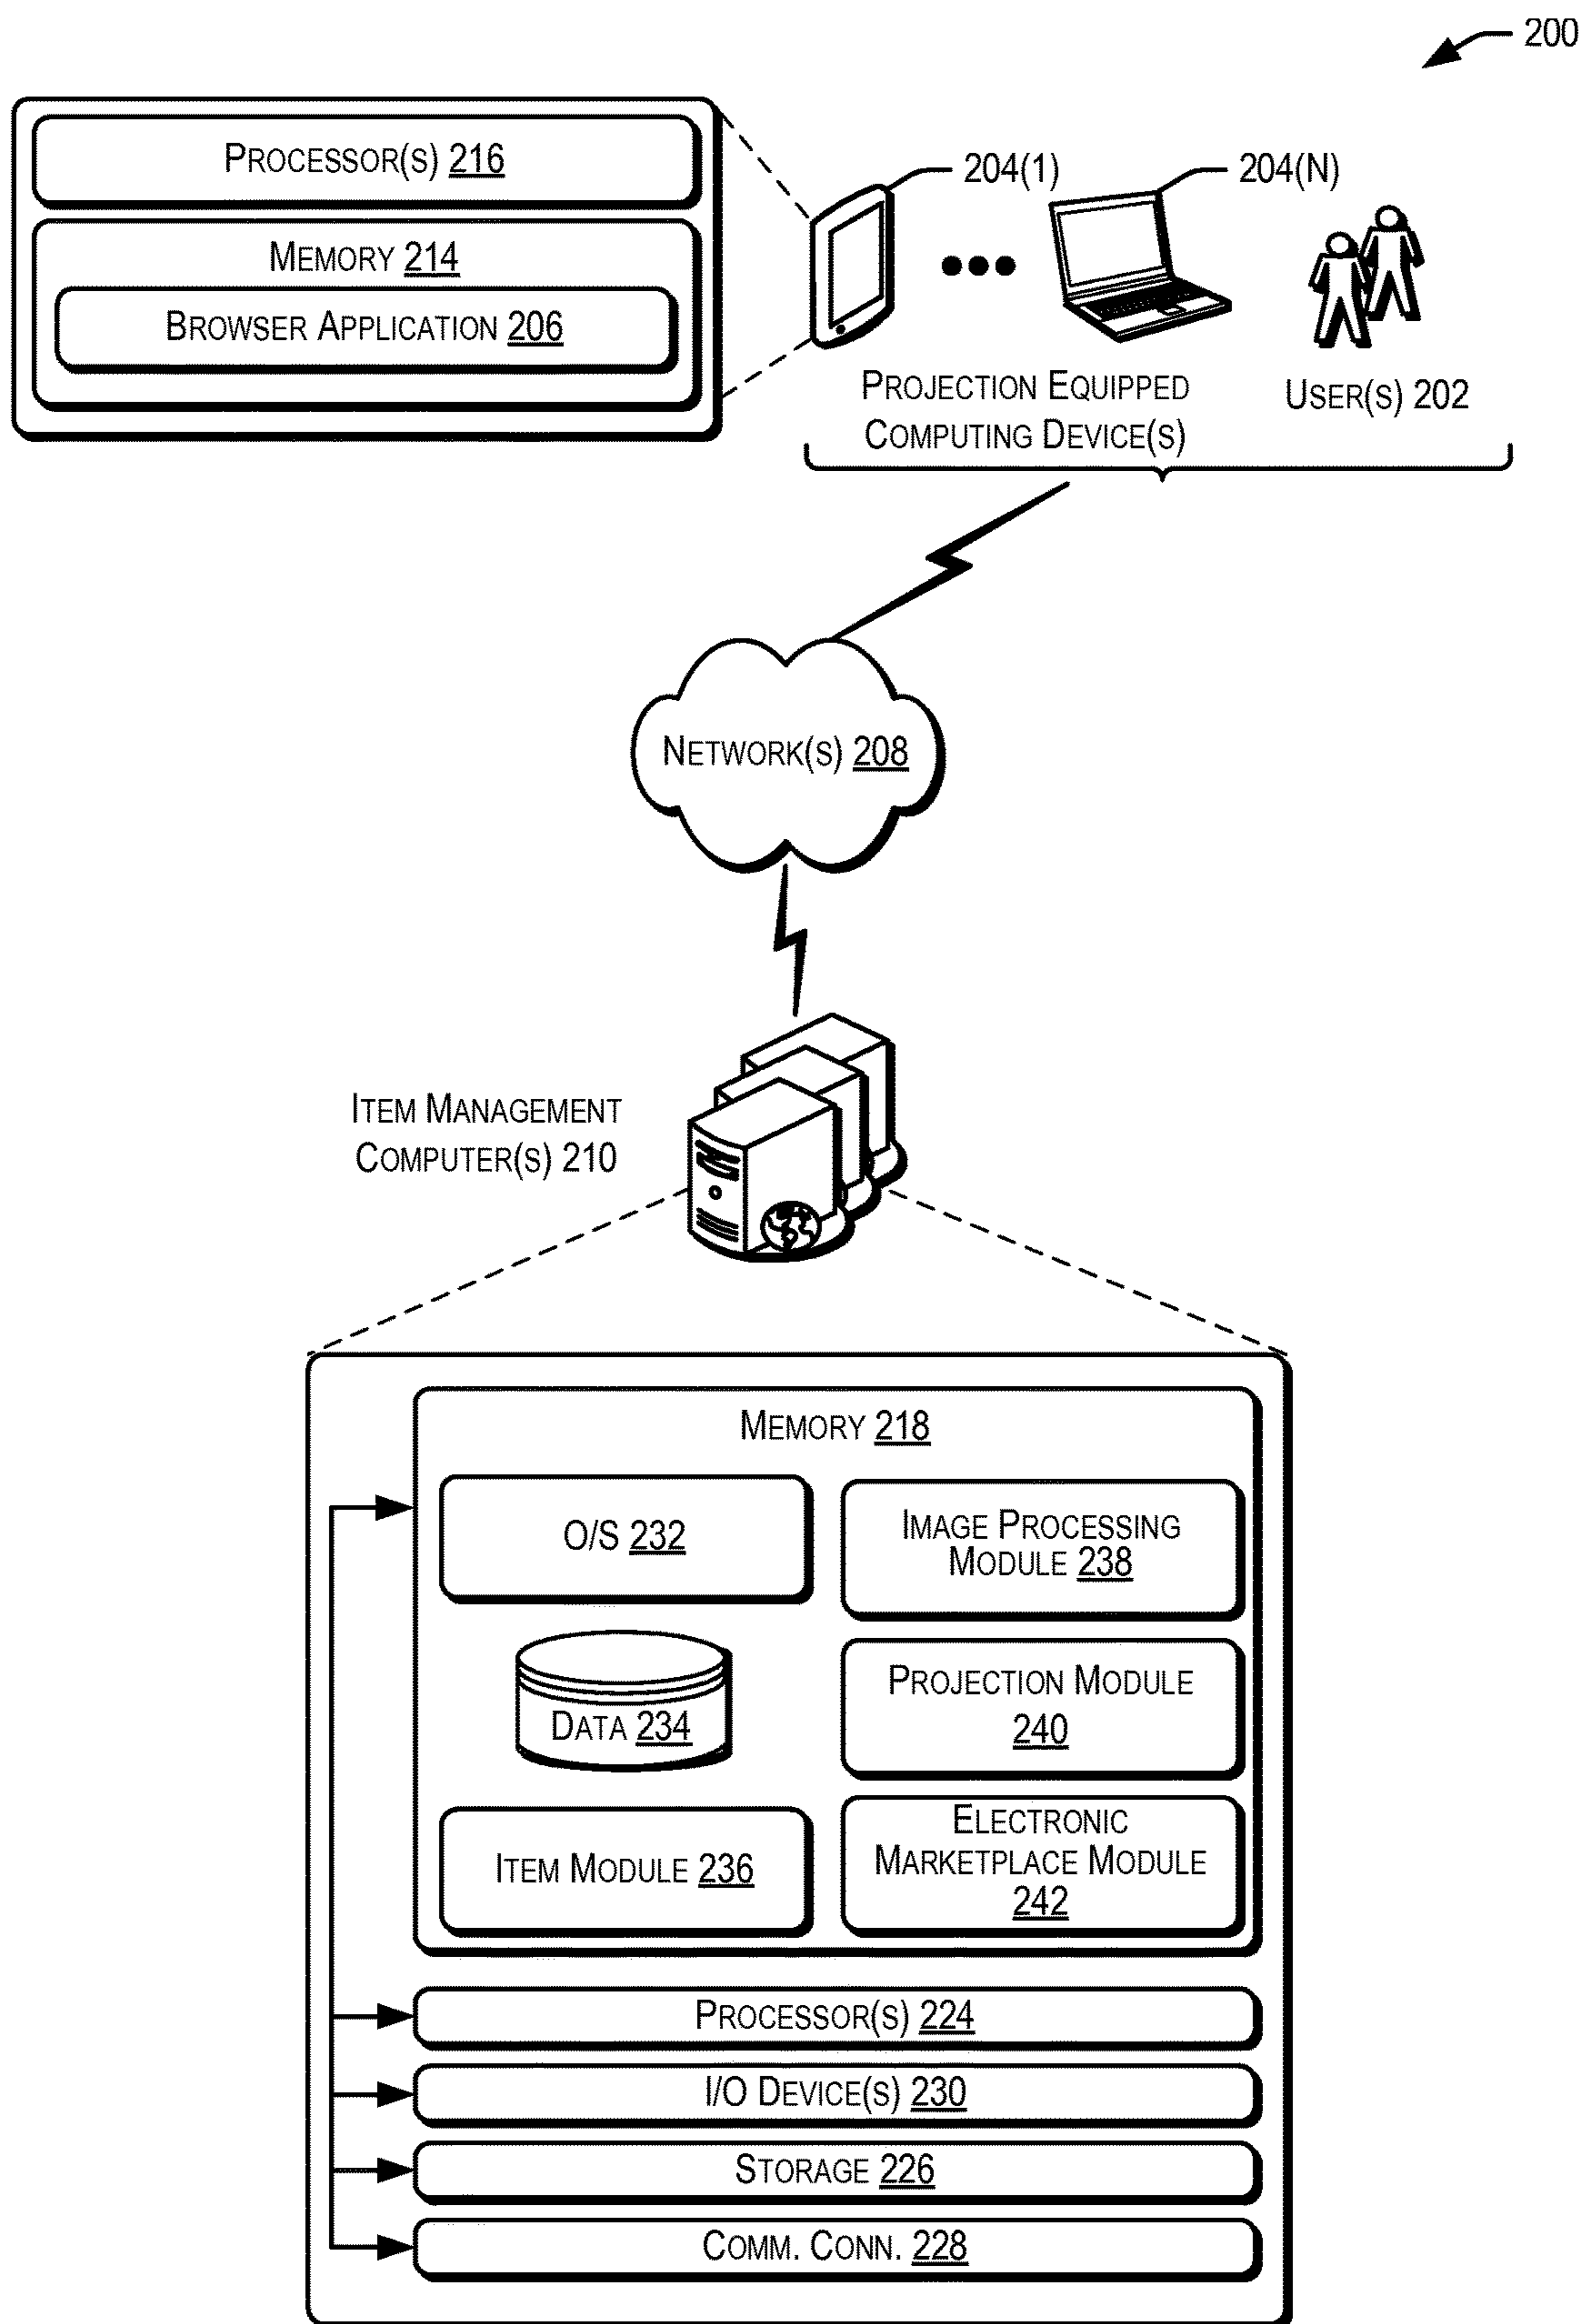 200
PROCESSOR(S) 216
MEMORY 214
BROWSER APPLICATION 206
204(1)
204(N)
PROJECTION EQUIPPED
COMPUTING DEVICE(S)
USER(S) 202
NETWORK(S) 208
ITEM MANAGEMENT
COMPUTER(S) 210
MEMORY 218
O/S 232
IMAGE PROCESSING
MODULE 238
DATA 234
PROJECTION MODULE
240
ITEM MODULE 236
ELECTRONIC
MARKETPLACE MODULE
242
PROCESSOR(S) 224
I/O DEVICE(S) 230
STORAGE 226
COMM. CONN. 228